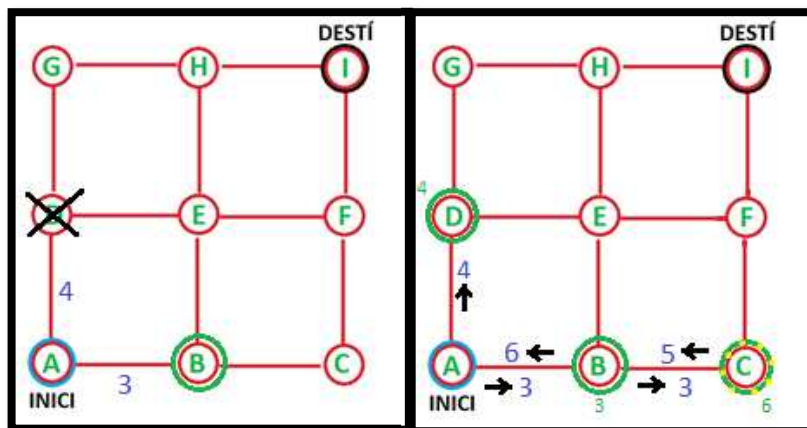 DESTÍ
G H I
E F
4
A B C
3
INICI
DESTÍ
G H I
4
D E F
4
6 5
A B C
3 3
INICI 3 6